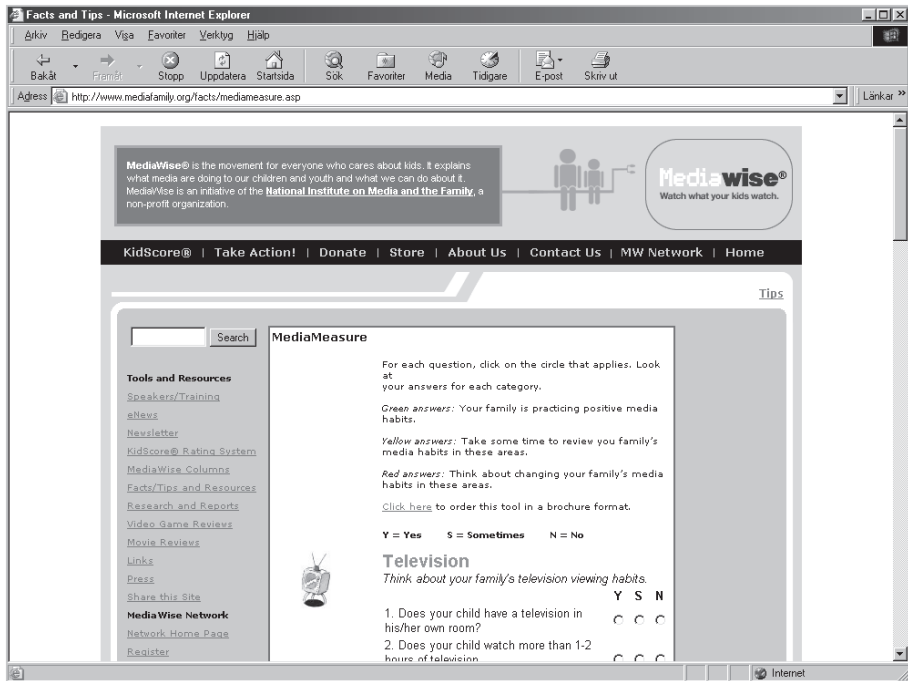 Facts and Tips - Microsoft Internet Explorer
Arkiv Redigera Visa Favoriter Verktyg Hjälp
Bakåt Framåt Stopp Uppdatera Startsida Sök Favoriter Media Tidigare E-post Skriv ut
Adress http://www.mediafamily.org/facts/mediameasure.asp Länkar »
MediaWise® is the movement for everyone who cares about kids. It explains
what media are doing to our children and youth and what we can do about it.
MediaWise is an initiative of the National Institute on Media and the Family, a
non-profit organization.
Mediawise®
Watch what your kids watch.
KidScore® | Take Action! | Donate | Store | About Us | Contact Us | MW Network | Home
Tips
Search
Tools and Resources
Speakers/Training
eNews
Newsletter
KidScore® Rating System
MediaWise Columns
Facts/Tips and Resources
Research and Reports
Video Game Reviews
Movie Reviews
Links
Press
Share this Site
MediaWise Network
Network Home Page
Register
MediaMeasure
For each question, click on the circle that applies. Look
at
your answers for each category.
Green answers: Your family is practicing positive media
habits.
Yellow answers: Take some time to review you family's
media habits in these areas.
Red answers: Think about changing your family's media
habits in these areas.
Click here to order this tool in a brochure format.
Y = Yes S = Sometimes N = No
Television
Think about your family's television viewing habits.
Y S N
1. Does your child have a television in
his/her own room?
2. Does your child watch more than 1-2
hours of television
Internet